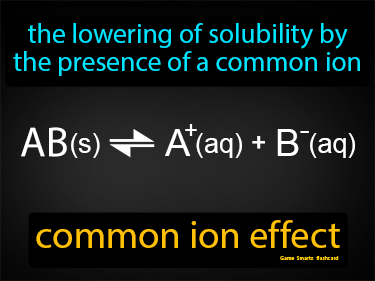 the lowering of solubility by
the presence of a common ion
AB(s) ⇌ A⁺(aq) + B⁻(aq)
common ion effect
Game Smartz flashcard